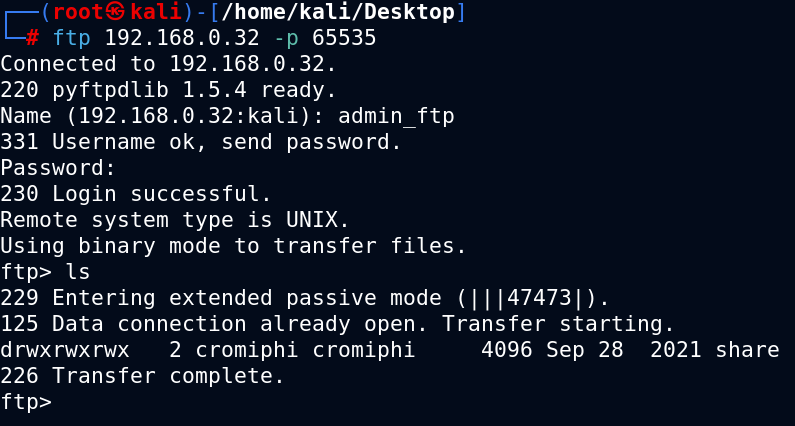 ┌──(root㉿kali)-[/home/kali/Desktop]
└─# ftp 192.168.0.32 -p 65535
Connected to 192.168.0.32.
220 pyftpdlib 1.5.4 ready.
Name (192.168.0.32:kali): admin_ftp
331 Username ok, send password.
Password:
230 Login successful.
Remote system type is UNIX.
Using binary mode to transfer files.
ftp> ls
229 Entering extended passive mode (|||47473|).
125 Data connection already open. Transfer starting.
drwxrwxrwx   2 cromiphi cromiphi     4096 Sep 28  2021 share
226 Transfer complete.
ftp>